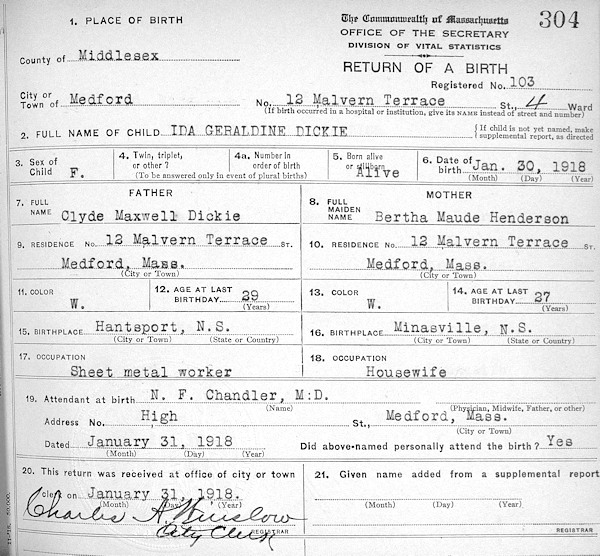 1. PLACE OF BIRTH
The Commonwealth of Massachusetts
304
OFFICE OF THE SECRETARY
DIVISION OF VITAL STATISTICS
County of Middlesex
RETURN OF A BIRTH
Registered No. 103
City or Town of Medford No. 12 Malvern Terrace St., 4 Ward
(If birth occurred in a hospital or institution, give its NAME instead of street and number)
2. FULL NAME OF CHILD IDA GERALDINE DICKIE { If child is not yet named, make supplemental report, as directed
3. Sex of Child F.
4. Twin, triplet, or other ?
4a. Number in order of birth
(To be answered only in event of plural births)
5. Born alive or stillborn Alive
6. Date of birth Jan. 30, 1918
(Month) (Day) (Year)
FATHER
7. FULL NAME Clyde Maxwell Dickie
MOTHER
8. FULL MAIDEN NAME Bertha Maude Henderson
9. RESIDENCE No. 12 Malvern Terrace ST.
Medford, Mass.
(City or Town)
10. RESIDENCE No. 12 Malvern Terrace ST.
Medford, Mass.
(City or Town)
11. COLOR W.
12. AGE AT LAST BIRTHDAY 29
(Years)
13. COLOR W.
14. AGE AT LAST BIRTHDAY 27
(Years)
15. BIRTHPLACE Hantsport, N.S.
(City or Town) (State or Country)
16. BIRTHPLACE Minasville, N.S.
(City or Town) (State or Country)
17. OCCUPATION
Sheet metal worker
18. OCCUPATION
Housewife
19. Attendant at birth N. F. Chandler, M:D.
(Name) (Physician, Midwife, Father, or other)
Address No. High St., Medford, Mass.
(City or Town)
Dated January 31, 1918 Did above-named personally attend the birth? Yes
(Month) (Day) (Year)
20. This return was received at office of city or town
clerk on January 31, 1918.
(Month) (Day) (Year)
Charles A. Winslow
City Clerk
REGISTRAR
21. Given name added from a supplemental report
(Month) (Day) (Year)
REGISTRAR